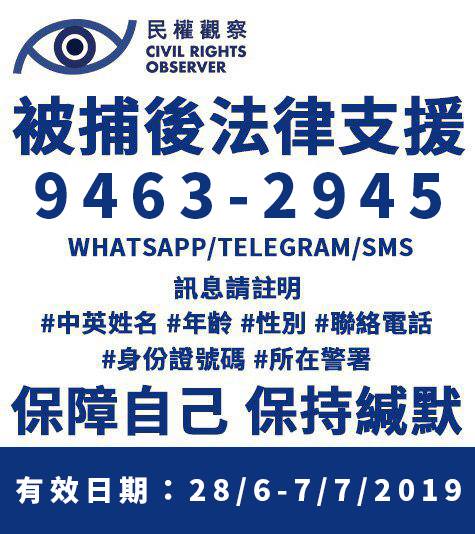 民權觀察
CIVIL RIGHTS
OBSERVER
被捕後法律支援
9463-2945
WHATSAPP/TELEGRAM/SMS
訊息請註明
#中英姓名 #年齡 #性別 #聯絡電話
#身份證號碼 #所在警署
保障自己 保持緘默
有效日期：28/6-7/7/2019